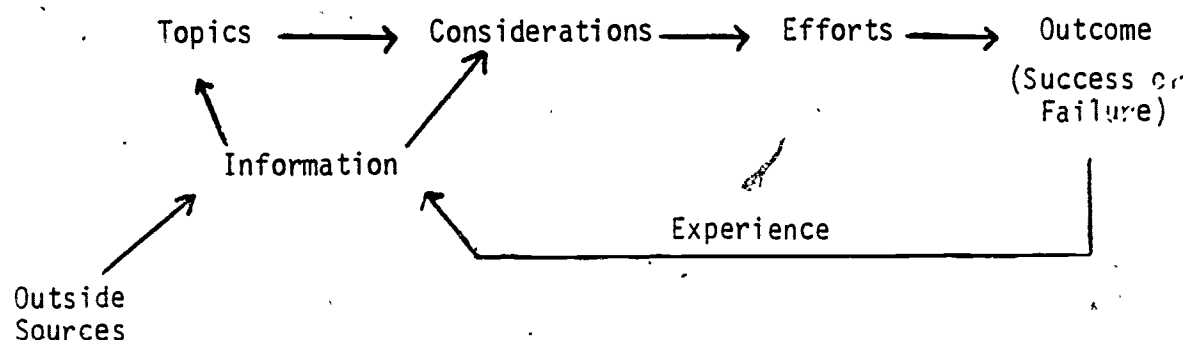 Topics Considerations Efforts Outcome
(Success or
Failure)
Information
Experience
Outside
Sources